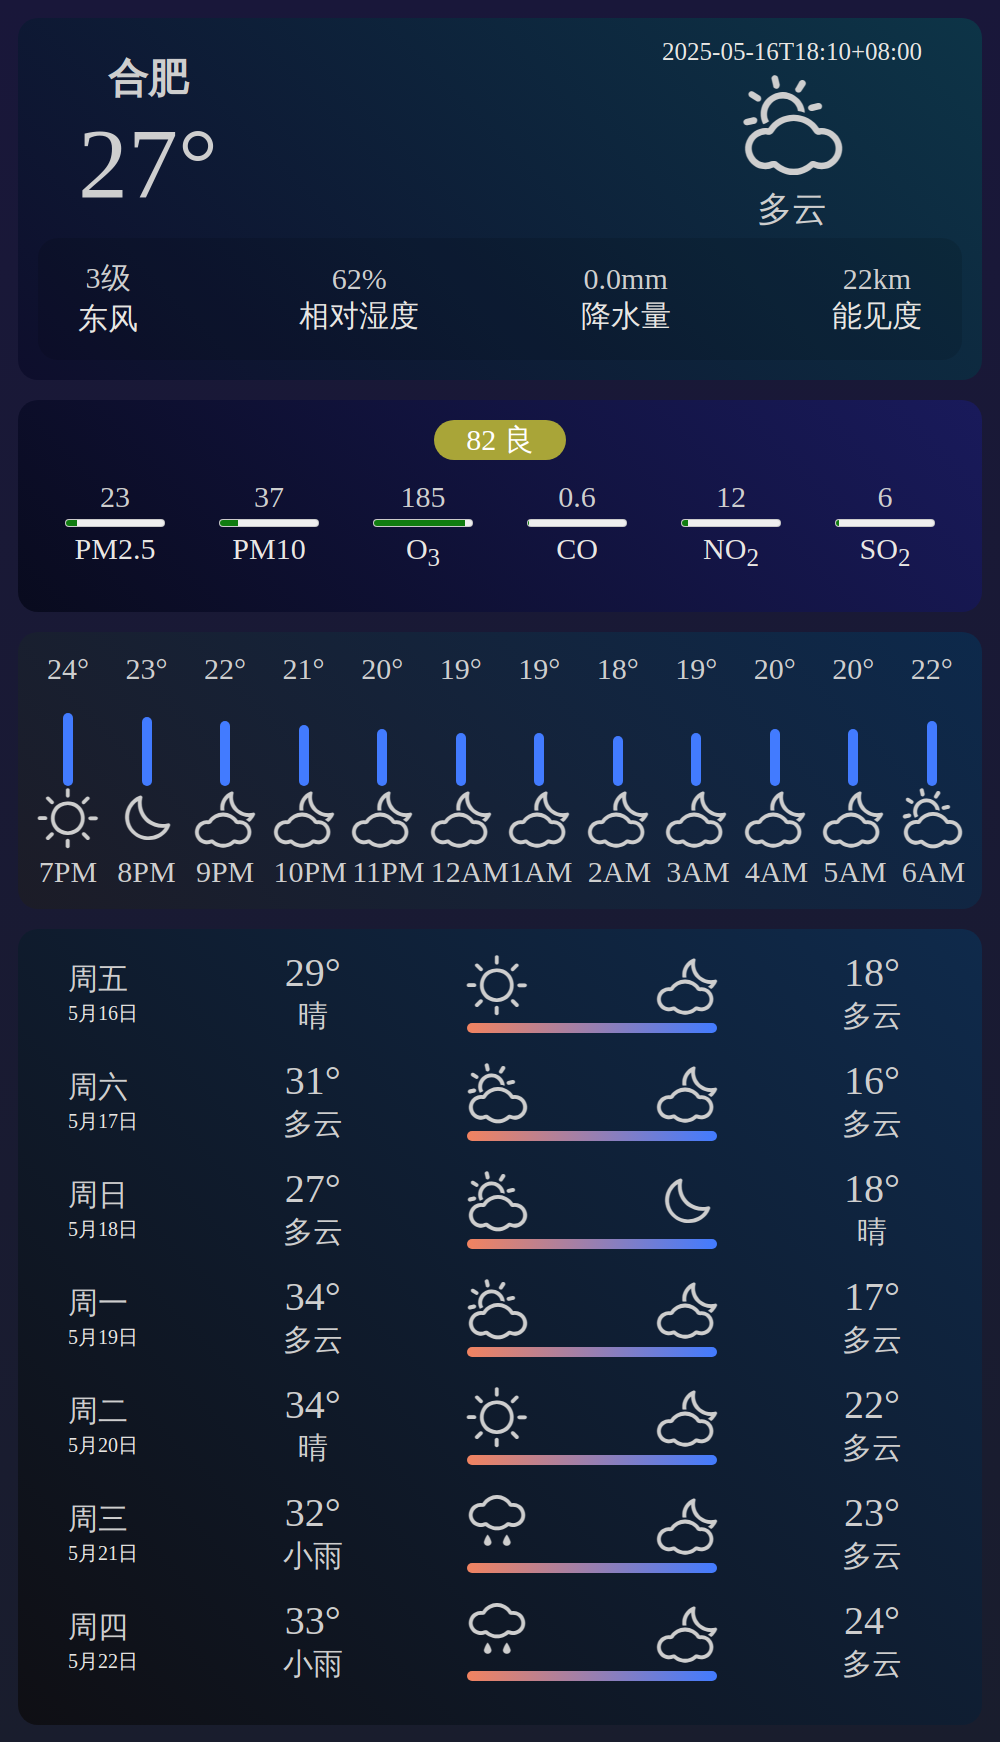 合肥
27°
2025-05-16T18:10+08:00
多云
3级 62% 0.0mm 22km
东风 相对湿度 降水量 能见度
82 良
23 37 185 0.6 12 6
PM2.5 PM10 O3 CO NO2 SO2
24° 23° 22° 21° 20° 19° 19° 18° 19° 20° 20° 22°
7PM 8PM 9PM 10PM 11PM 12AM 1AM 2AM 3AM 4AM 5AM 6AM
周五 29° 18°
5月16日 晴 多云
周六 31° 16°
5月17日 多云 多云
周日 27° 18°
5月18日 多云 晴
周一 34° 17°
5月19日 多云 多云
周二 34° 22°
5月20日 晴 多云
周三 32° 23°
5月21日 小雨 多云
周四 33° 24°
5月22日 小雨 多云